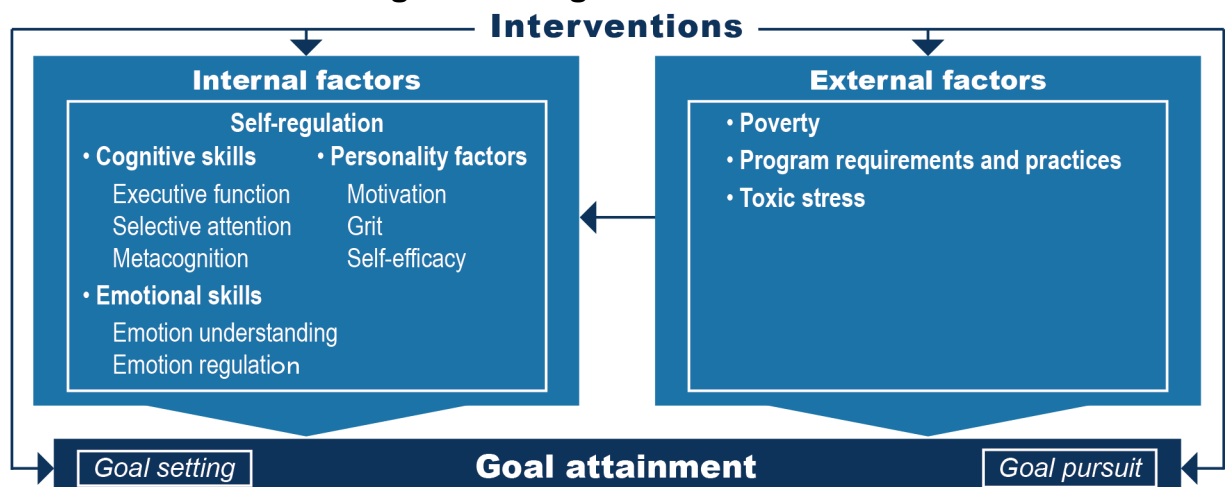 Interventions
Internal factors
Self-regulation
• Cognitive skills
Executive function
Selective attention
Metacognition
• Emotional skills
Emotion understanding
Emotion regulation
• Personality factors
Motivation
Grit
Self-efficacy
External factors
• Poverty
• Program requirements and practices
• Toxic stress
Goal setting
Goal attainment
Goal pursuit